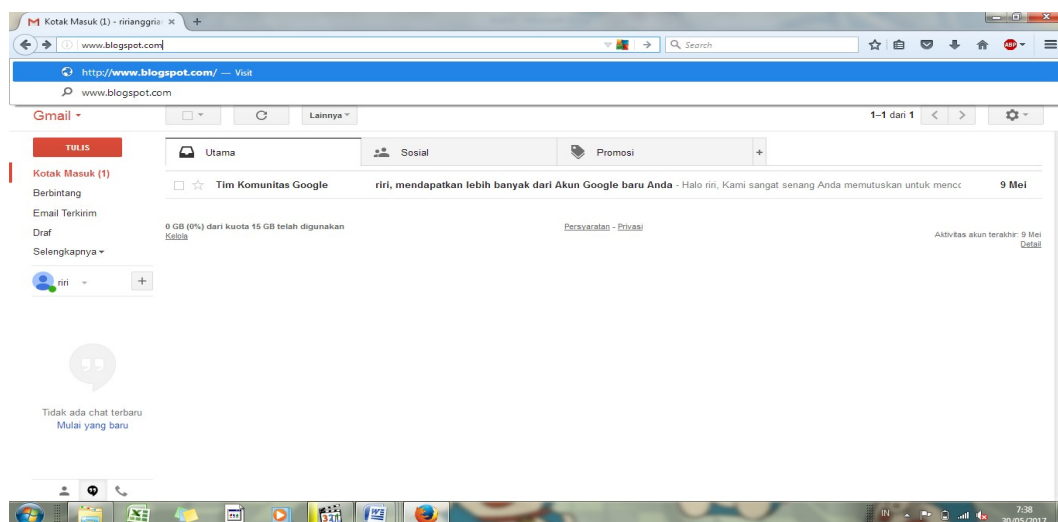 Kotak Masuk (1) - ririanggria
www.blogspot.com
Search
ABP
http://www.blogspot.com/ — Visit
www.blogspot.com
Gmail
Lainnya
1–1 dari 1
TULIS
Utama
Sosial
Promosi
+
Kotak Masuk (1)
Tim Komunitas Google riri, mendapatkan lebih banyak dari Akun Google baru Anda - Halo riri, Kami sangat senang Anda memutuskan untuk menco 9 Mei
Berbintang
Email Terkirim
Draf
Selengkapnya
0 GB (0%) dari kuota 15 GB telah digunakan
Kelola
Persyaratan - Privasi
Aktivitas akun terakhir: 9 Mei
Detail
riri
Tidak ada chat terbaru
Mulai yang baru
321
IN
7:38
20/05/2017